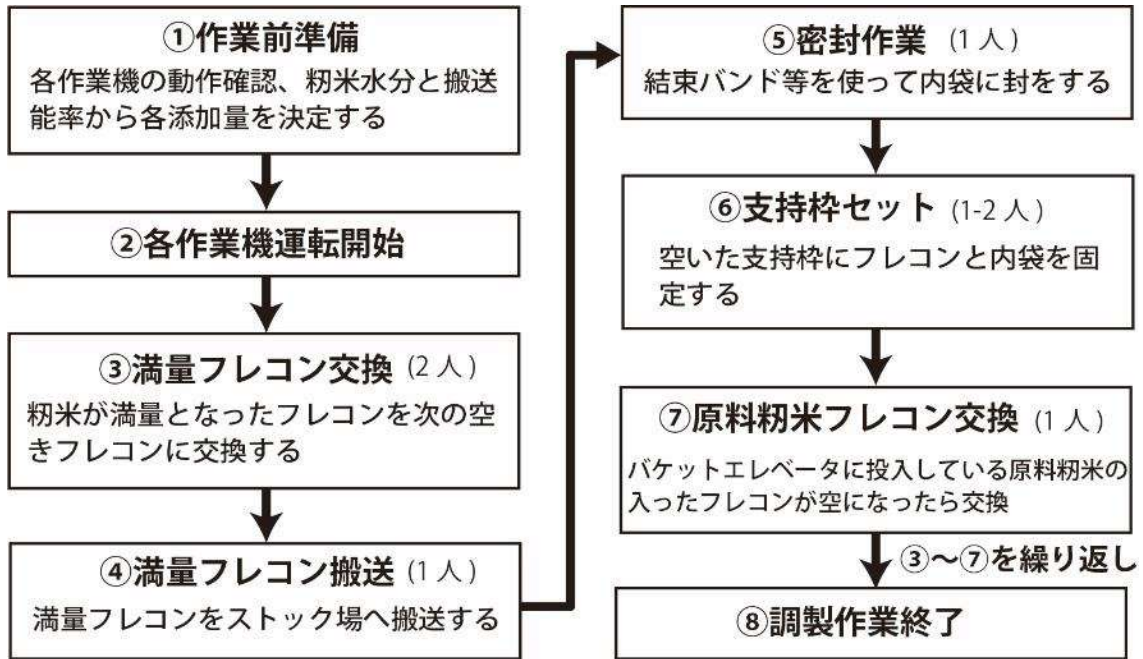 ①作業前準備
各作業機の動作確認、籾米水分と搬送
能率から各添加量を決定する
②各作業機運転開始
③満量フレコン交換 (2 人)
籾米が満量となったフレコンを次の空
きフレコンに交換する
④満量フレコン搬送 (1 人)
満量フレコンをストック場へ搬送する
⑤密封作業 (1 人)
結束バンド等を使って内袋に封をする
⑥支持枠セット (1-2 人)
空いた支持枠にフレコンと内袋を固
定する
⑦原料籾米フレコン交換 (1 人)
バケットエレベータに投入している原料籾米の
入ったフレコンが空になったら交換
③～⑦を繰り返し
⑧調製作業終了